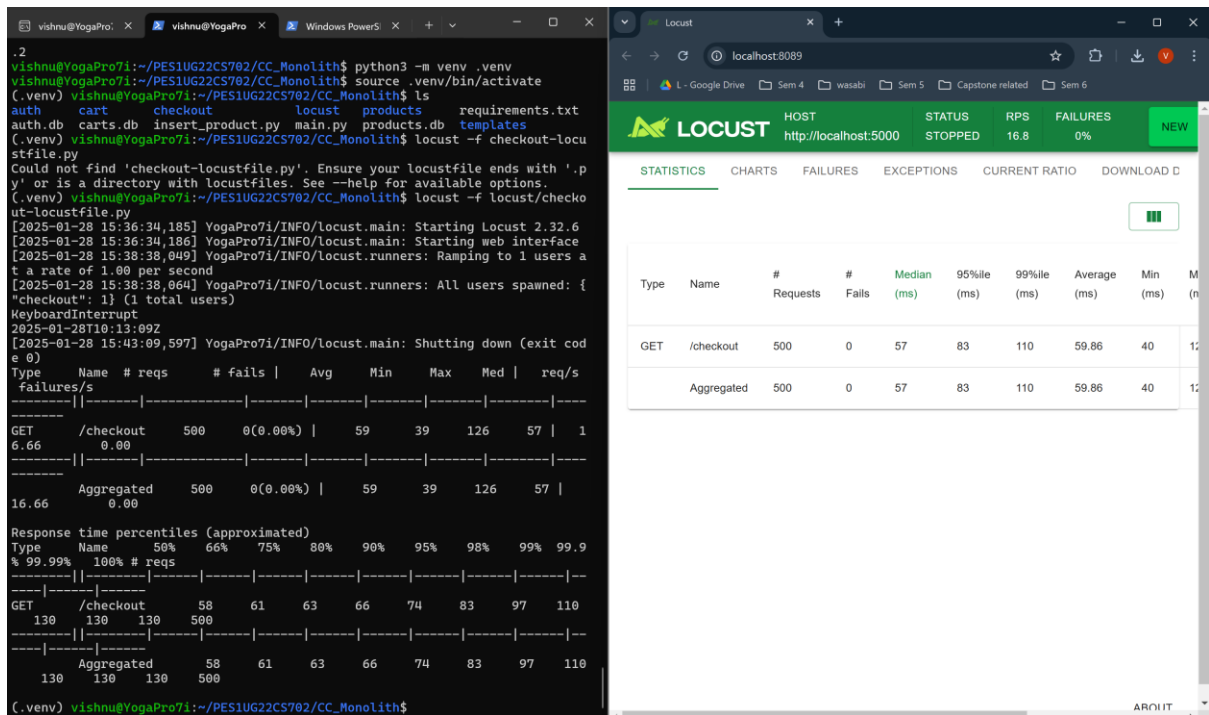 vishnu@YogaPro7
vishnu@YogaPro
Windows PowerS
.2
vishnu@YogaPro7i:~/PES1UG22CS702/CC_Monolith$ python3 -m venv .venv
vishnu@YogaPro7i:~/PES1UG22CS702/CC_Monolith$ source .venv/bin/activate
(.venv) vishnu@YogaPro7i:~/PES1UG22CS702/CC_Monolith$ ls
auth cart checkout locust products requirements.txt
auth.db carts.db insert_product.py main.py products.db templates
(.venv) vishnu@YogaPro7i:~/PES1UG22CS702/CC_Monolith$ locust -f checkout-locu
stfile.py
Could not find 'checkout-locustfile.py'. Ensure your locustfile ends with '.p
y' or is a directory with locustfiles. See --help for available options.
(.venv) vishnu@YogaPro7i:~/PES1UG22CS702/CC_Monolith$ locust -f locust/checko
ut-locustfile.py
[2025-01-28 15:36:34,185] YogaPro7i/INFO/locust.main: Starting Locust 2.32.6
[2025-01-28 15:36:34,186] YogaPro7i/INFO/locust.main: Starting web interface
[2025-01-28 15:38:38,049] YogaPro7i/INFO/locust.runners: Ramping to 1 users a
t a rate of 1.00 per second
[2025-01-28 15:38:38,064] YogaPro7i/INFO/locust.runners: All users spawned: {
"checkout": 1} (1 total users)
KeyboardInterrupt
2025-01-28T10:13:09Z
[2025-01-28 15:43:09,597] YogaPro7i/INFO/locust.main: Shutting down (exit cod
e 0)
Type Name # reqs # fails | Avg Min Max Med | req/s
failures/s
--------||-------|-------------|-------|-------|-------|-------|--------|----
-------
GET /checkout 500 0(0.00%) | 59 39 126 57 | 1
6.66 0.00
--------||-------|-------------|-------|-------|-------|-------|--------|----
-------
Aggregated 500 0(0.00%) | 59 39 126 57 |
16.66 0.00
Response time percentiles (approximated)
Type Name 50% 66% 75% 80% 90% 95% 98% 99% 99.9
% 99.99% 100% # reqs
--------||-------|--------|------|------|------|------|------|------|------|--
----|------|------
GET /checkout 58 61 63 66 74 83 97 110
130 130 130 500
--------||-------|--------|------|------|------|------|------|------|------|--
----|------|------
Aggregated 58 61 63 66 74 83 97 110
130 130 130 500
(.venv) vishnu@YogaPro7i:~/PES1UG22CS702/CC_Monolith$
Locust
localhost:8089
V
L - Google Drive Sem 4 wasabi Sem 5 Capstone related Sem 6
LOCUST
HOST STATUS RPS FAILURES
http://localhost:5000 STOPPED 16.8 0%
NEW
STATISTICS CHARTS FAILURES EXCEPTIONS CURRENT RATIO DOWNLOAD D
Type Name # Requests # Fails Median (ms) 95%ile (ms) 99%ile (ms) Average (ms) Min (ms) M (n
GET /checkout 500 0 57 83 110 59.86 40 12
Aggregated 500 0 57 83 110 59.86 40 12
ABOUT